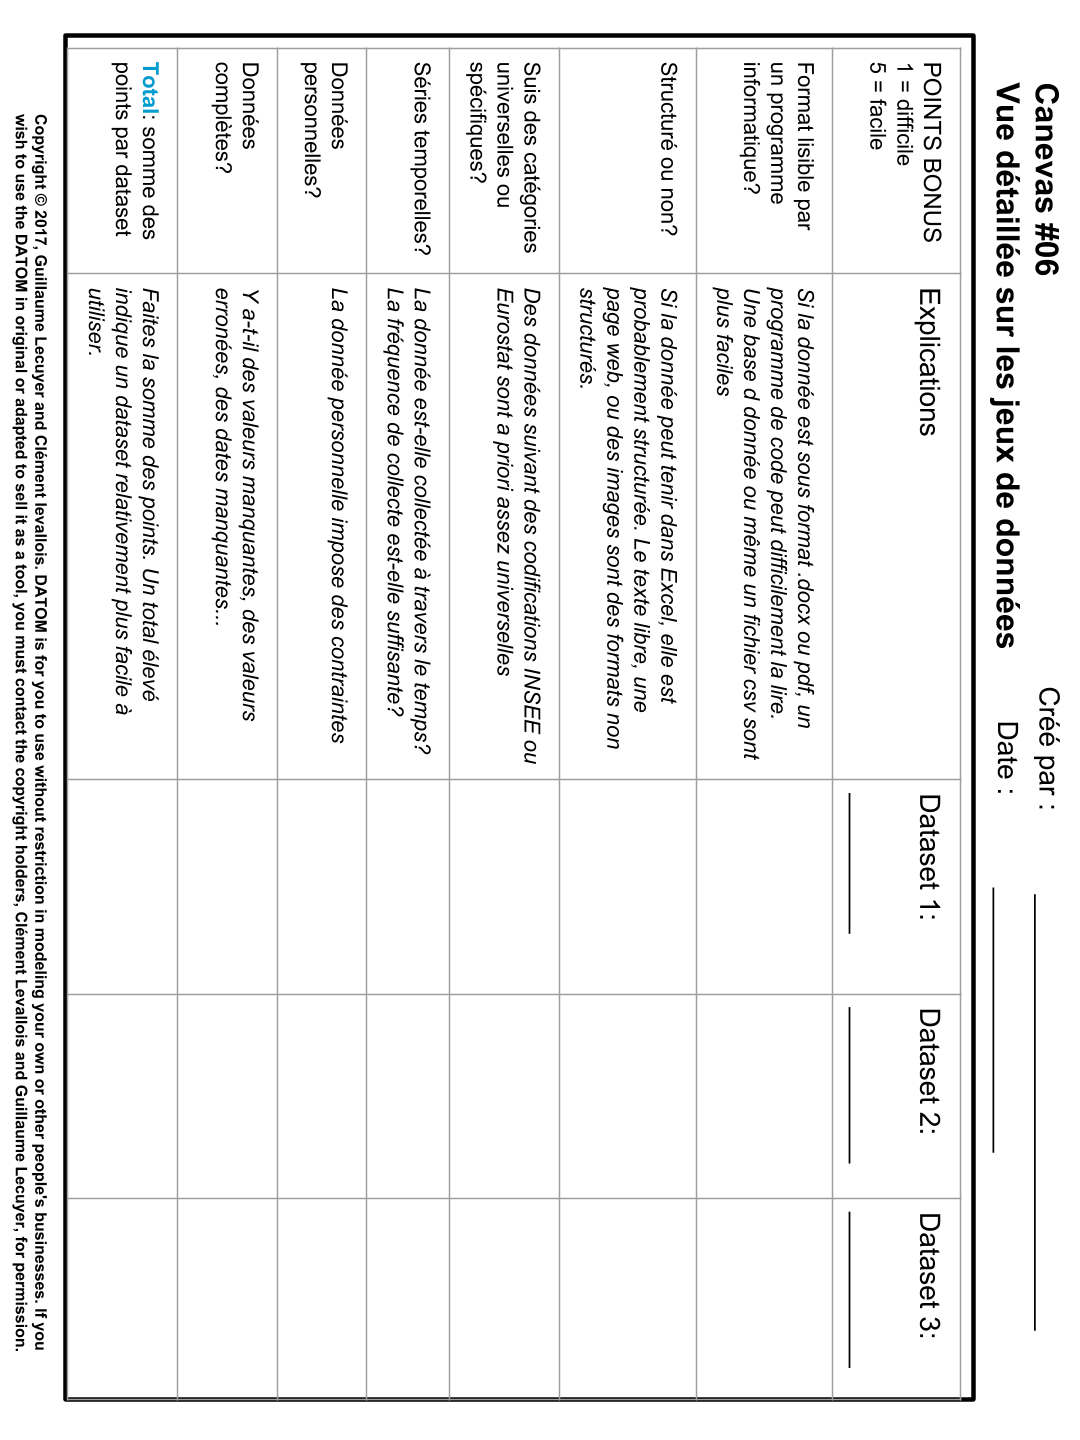 Canevas #06
Vue détaillée sur les jeux de données
Créé par :
Date :
POINTS BONUS
1 = difficile
5 = facile
Explications
Dataset 1:
Dataset 2:
Dataset 3:
Format lisible par
un programme
informatique?
Si la donnée est sous format .docx ou pdf, un
programme de code peut difficilement la lire.
Une base d donnée ou même un fichier csv sont
plus faciles
Structuré ou non?
Si la donnée peut tenir dans Excel, elle est
probablement structurée. Le texte libre, une
page web, ou des images sont des formats non
structurés.
Suis des catégories
universelles ou
spécifiques?
Des données suivant des codifications INSEE ou
Eurostat sont a priori assez universelles
Séries temporelles?
La donnée est-elle collectée à travers le temps?
La fréquence de collecte est-elle suffisante?
Données
personnelles?
La donnée personnelle impose des contraintes
Données
complètes?
Y a-t-il des valeurs manquantes, des valeurs
erronées, des dates manquantes...
Total: somme des
points par dataset
Faites la somme des points. Un total élevé
indique un dataset relativement plus facile à
utiliser.
Copyright © 2017, Guillaume Lecuyer and Clément levallois. DATOM is for you to use without restriction in modeling your own or other people's businesses. If you
wish to use the DATOM in original or adapted to sell it as a tool, you must contact the copyright holders, Clément Levallois and Guillaume Lecuyer, for permission.